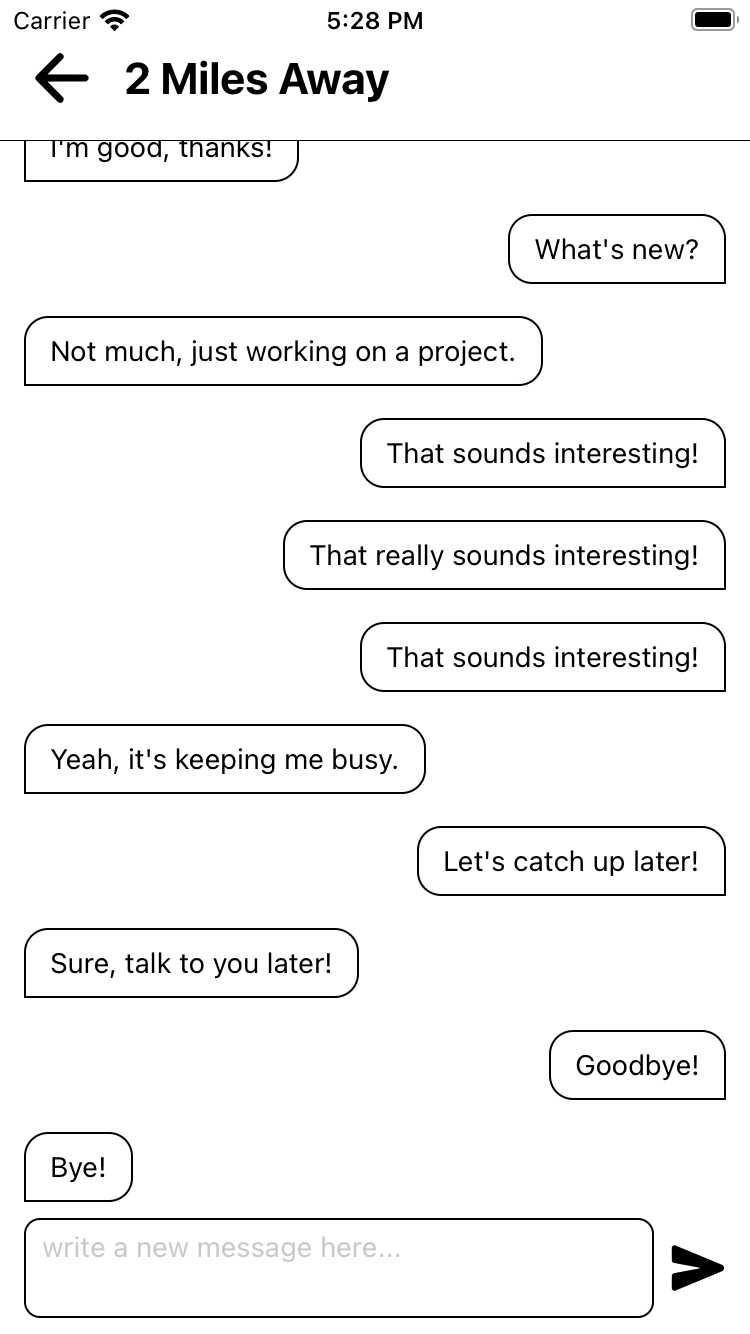 Carrier 5:28 PM
2 Miles Away
I'm good, thanks!
What's new?
Not much, just working on a project.
That sounds interesting!
That really sounds interesting!
That sounds interesting!
Yeah, it's keeping me busy.
Let's catch up later!
Sure, talk to you later!
Goodbye!
Bye!
write a new message here...